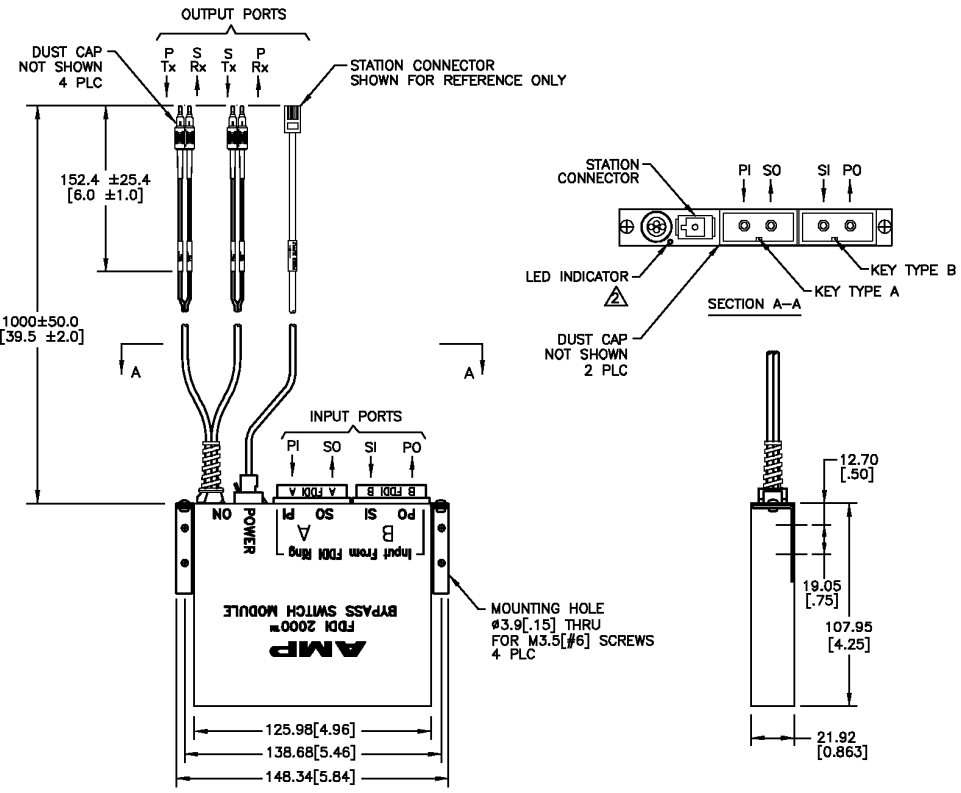 OUTPUT PORTS
DUST CAP
NOT SHOWN
4 PLC
P S S P
Tx Rx Tx Rx
STATION CONNECTOR
SHOWN FOR REFERENCE ONLY
152.4 ±25.4
[6.0 ±1.0]
1000±50.0
[39.5 ±2.0]
A A
STATION
CONNECTOR
PI SO SI PO
LED INDICATOR
2
KEY TYPE B
KEY TYPE A
SECTION A-A
DUST CAP
NOT SHOWN
2 PLC
INPUT PORTS
PI SO SI PO
A FDDI A FDDI B FDDI B
ON POWER PI SO SI PO
A B
Input From FDDI Ring
BYPASS SWITCH MODULE
FDDI 2000™
AMP
MOUNTING HOLE
ø3.9[.15] THRU
FOR M3.5[#6] SCREWS
4 PLC
12.70
[.50]
19.05
[.75]
107.95
[4.25]
21.92
[0.863]
125.98[4.96]
138.68[5.46]
148.34[5.84]